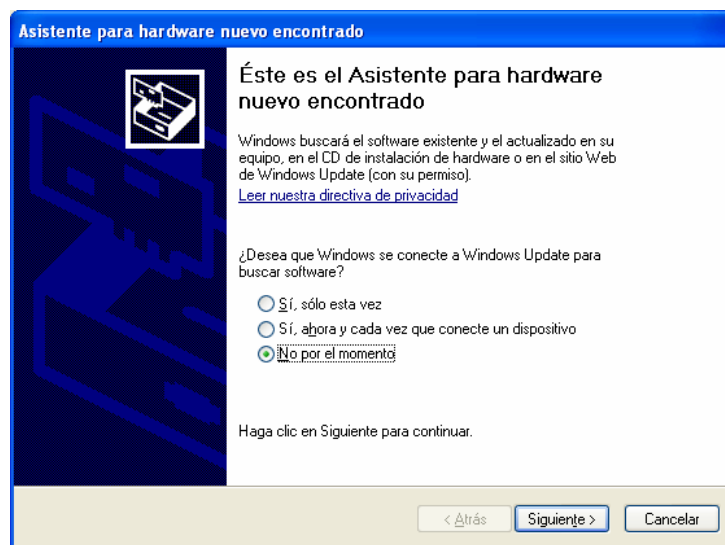 Asistente para hardware nuevo encontrado
Éste es el Asistente para hardware
nuevo encontrado
Windows buscará el software existente y el actualizado en su
equipo, en el CD de instalación de hardware o en el sitio Web
de Windows Update (con su permiso).
Leer nuestra directiva de privacidad
¿Desea que Windows se conecte a Windows Update para
buscar software?
Sí, sólo esta vez
Sí, ahora y cada vez que conecte un dispositivo
No por el momento
Haga clic en Siguiente para continuar.
< Atrás Siguiente > Cancelar